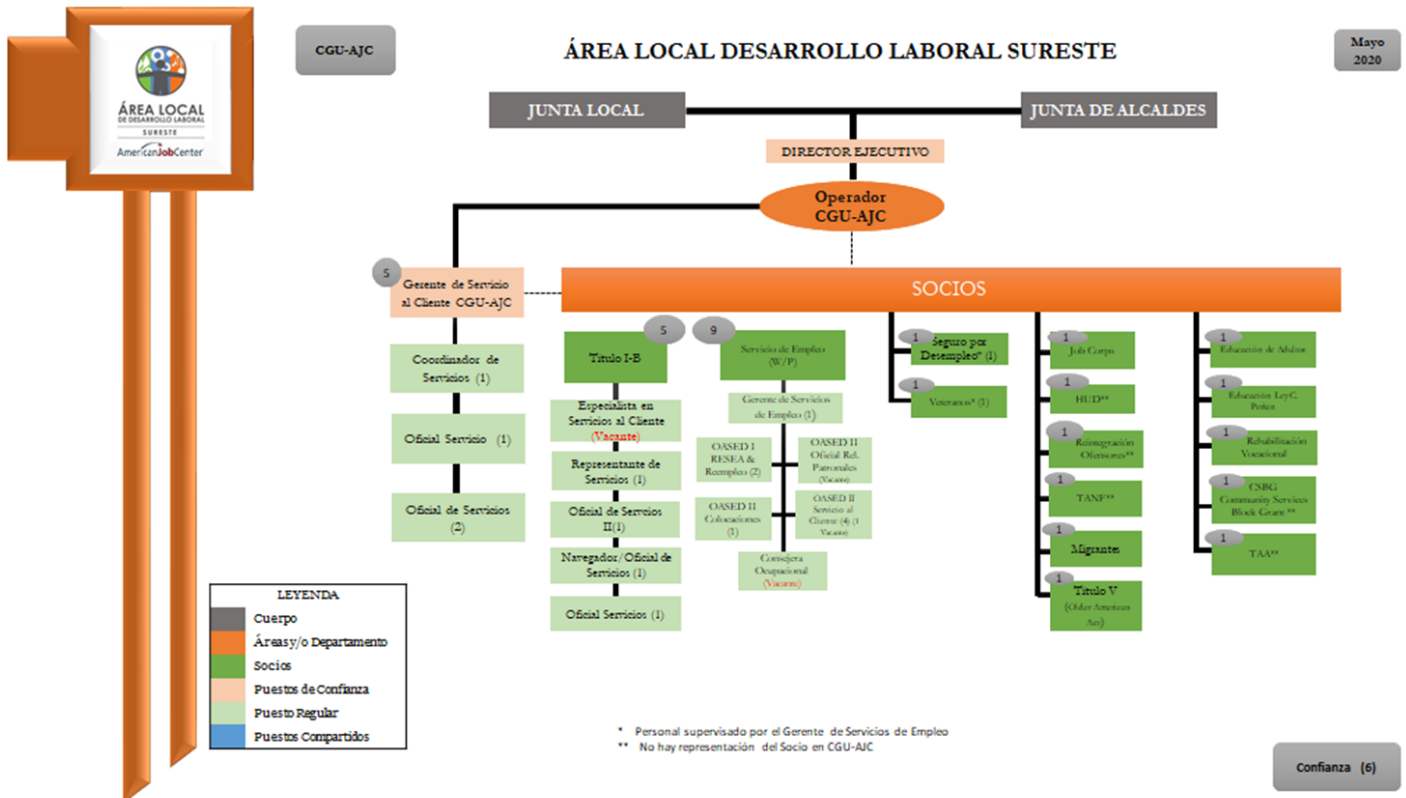 ÁREA LOCAL
DE DESARROLLO LABORAL
SURESTE
AmericanJobCenter
CGU-AJC
ÁREA LOCAL DESARROLLO LABORAL SURESTE
Mayo
2020
JUNTA LOCAL
JUNTA DE ALCALDES
DIRECTOR EJECUTIVO
Operador
CGU-AJC
5
Gerente de Servicio
al Cliente CGU-AJC
SOCIOS
Coordinador de
Servicios (1)
Oficial Servicio (1)
Oficial de Servicios
(2)
5
Titulo I-B
Especialista en
Servicios al Cliente
(Vacante)
Representante de
Servicios (1)
Oficial de Servcios
II(1)
Navegador/Oficial de
Servicios (1)
Oficial Servicios (1)
9
Servicio de Empleo
(W/P)
Gerente de Servicios
de Empleo (1)
OASED I
RESEA &
Reempleo (2)
OASED II
Oficial Rel.
Patronales
(Vacante)
OASED II
Colocaciones
(1)
OASED II
Servicio al
Cliente (4) (1
Vacante)
Consejera
Ocupacional
(Vacante)
1
Seguro por
Desempleo* (1)
1
Veteranos* (1)
1
Job Corps
1
HUD**
1
Reintegración
Ofensores**
1
TANF**
1
Migrantes
1
Titulo V
(Older American
Act)
1
Educación de Adultos
1
Educación Ley C.
Perkin
1
Rehabilitación
Vocacional
1
CSBG
Community Services
Block Grant **
1
TAA**
LEYENDA
Cuerpo
Áreas y/o Departamento
Socios
Puestos de Confianza
Puesto Regular
Puestos Compartidos
* Personal supervisado por el Gerente de Servicios de Empleo
** No hay representación del Socio en CGU-AJC
Confianza (6)